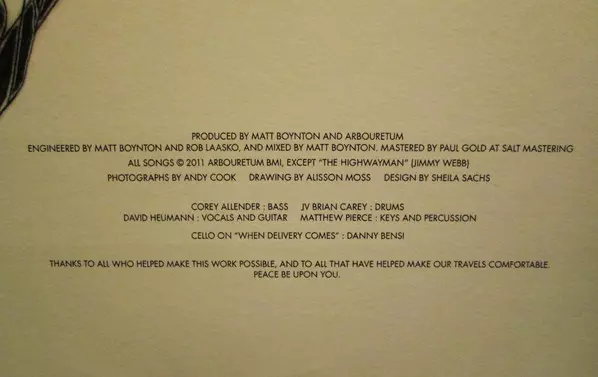 PRODUCED BY MATT BOYNTON AND ARBOURETUM
ENGINEERED BY MATT BOYNTON AND ROB LAASKO, AND MIXED BY MATT BOYNTON. MASTERED BY PAUL GOLD AT SALT MASTERING
ALL SONGS © 2011 ARBOURETUM BMI, EXCEPT "THE HIGHWAYMAN" (JIMMY WEBB)
PHOTOGRAPHS BY ANDY COOK DRAWING BY ALISSON MOSS DESIGN BY SHEILA SACHS
COREY ALLENDER : BASS JV BRIAN CAREY : DRUMS
DAVID HEUMANN : VOCALS AND GUITAR MATTHEW PIERCE : KEYS AND PERCUSSION
CELLO ON "WHEN DELIVERY COMES" : DANNY BENSI
THANKS TO ALL WHO HELPED MAKE THIS WORK POSSIBLE, AND TO ALL THAT HAVE HELPED MAKE OUR TRAVELS COMFORTABLE.
PEACE BE UPON YOU.